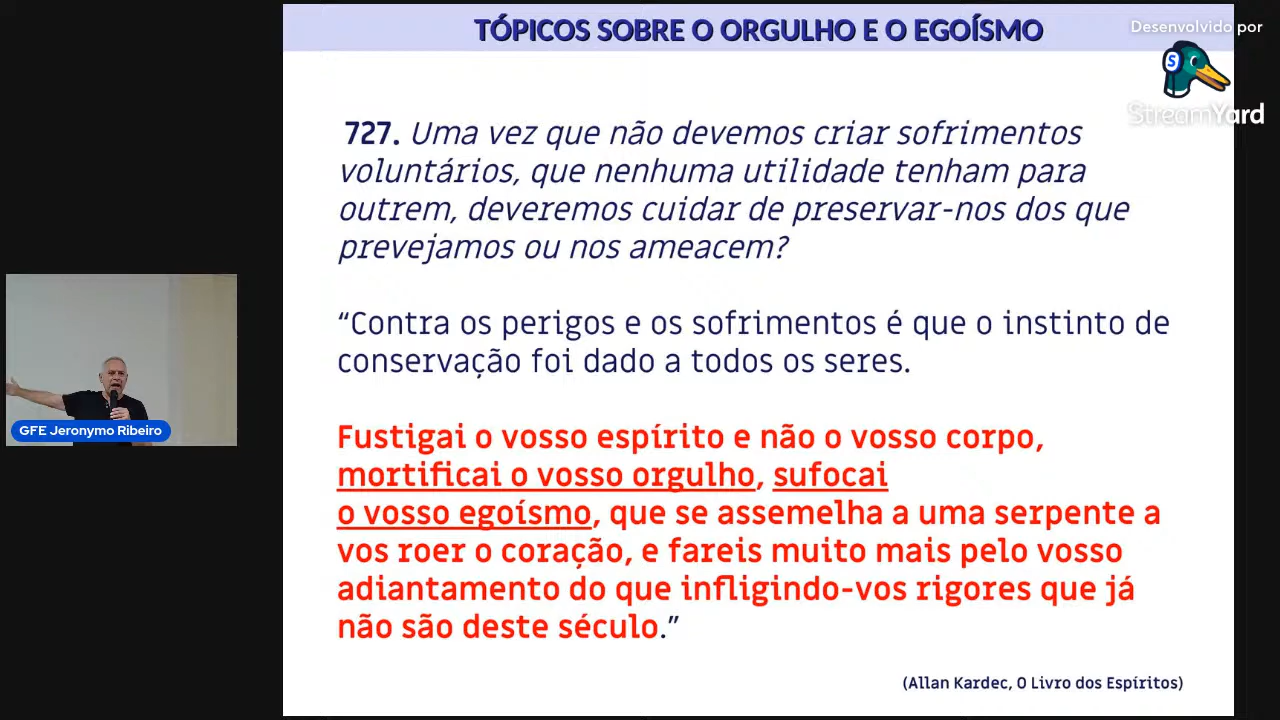 TÓPICOS SOBRE O ORGULHO E O EGOÍSMO
Desenvolvido por
S
StreamYard
727. Uma vez que não devemos criar sofrimentos
voluntários, que nenhuma utilidade tenham para
outrem, deveremos cuidar de preservar-nos dos que
prevejamos ou nos ameacem?
“Contra os perigos e os sofrimentos é que o instinto de
conservação foi dado a todos os seres.
Fustigai o vosso espírito e não o vosso corpo,
mortificai o vosso orgulho, sufocai
o vosso egoísmo, que se assemelha a uma serpente a
vos roer o coração, e fareis muito mais pelo vosso
adiantamento do que infligindo-vos rigores que já
não são deste século.”
(Allan Kardec, O Livro dos Espíritos)
GFE Jeronymo Ribeiro